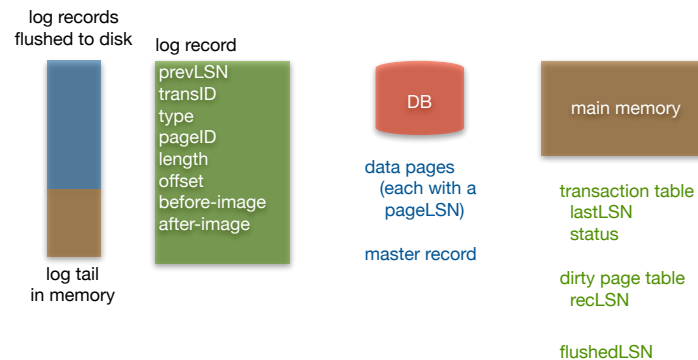 log records
flushed to disk
log tail
in memory
log record
prevLSN
transID
type
pageID
length
offset
before-image
after-image
DB
data pages
(each with a
pageLSN)
master record
main memory
transaction table
lastLSN
status
dirty page table
recLSN
flushedLSN